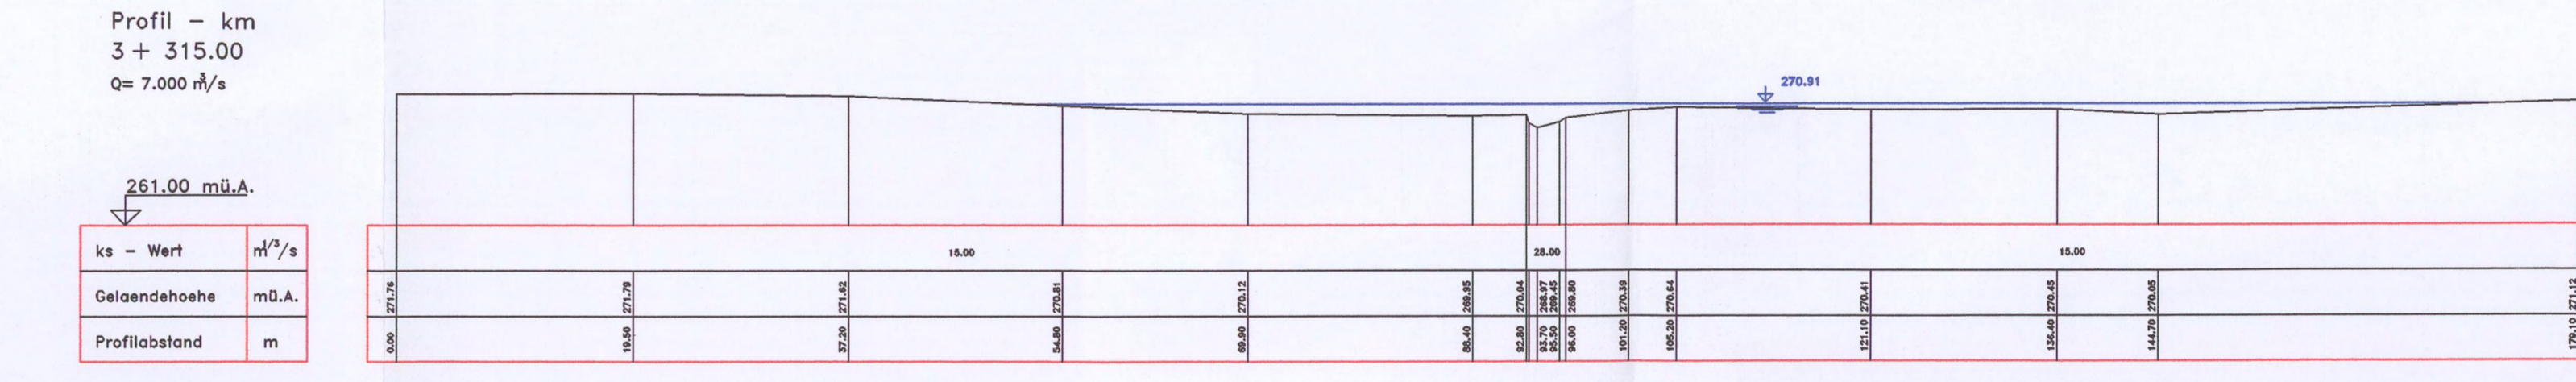 Profil - km
3+ 315.00
Q= 7.000 m³/s
270.91
261.00 mü.A.
ks - Wert m¹/³/s 15.00 28.00 15.00
Gelaendehoehe mü.A. 271.76 271.79 271.62 270.81 270.12 269.95 270.04 268.97 269.45 269.80 270.39 270.64 270.41 270.45 270.05 271.12
Profilabstand m 0.00 19.50 37.20 54.80 69.90 88.40 92.80 93.70 95.50 96.00 101.20 105.20 121.10 136.40 144.70 179.10